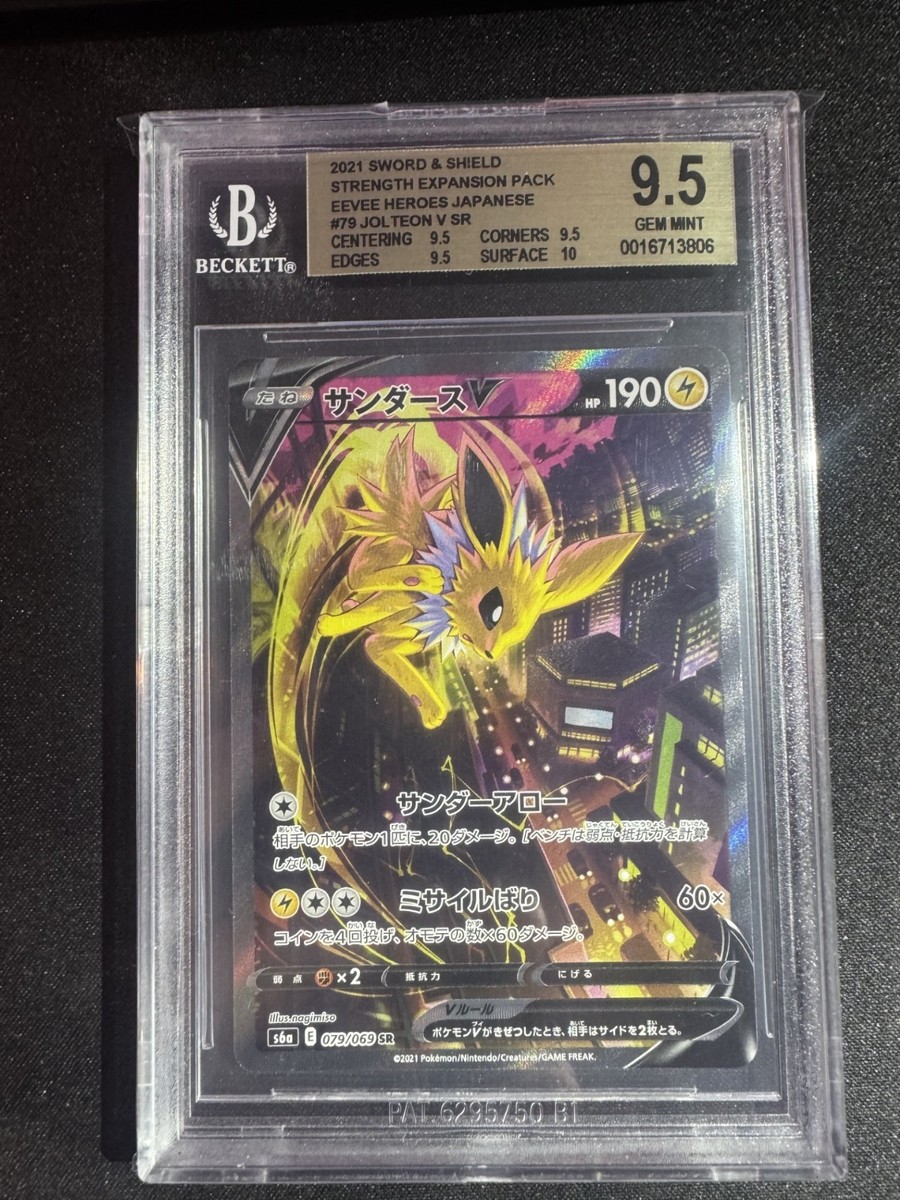 2021 SWORD & SHIELD
STRENGTH EXPANSION PACK
EEVEE HEROES JAPANESE
#79 JOLTEON V SR
CENTERING 9.5 CORNERS 9.5
EDGES 9.5 SURFACE 10
9.5
GEM MINT
0016713806
B
BECKETT®
たね サンダースV HP 190
サンダーアロー
相手のポケモン1匹に、20ダメージ。[ベンチは弱点・抵抗力を計算
しない。]
ミサイルばり 60×
コインを4回投げ、オモテの数×60ダメージ。
弱点 ×2 抵抗力 にげる
Vルール
ポケモンVがきぜつしたとき、相手はサイドを2枚とる。
Illus.nagimiso
s6a E 079/069 SR
©2021 Pokémon/Nintendo/Creatures/GAME FREAK.
PAT.6295750 B1